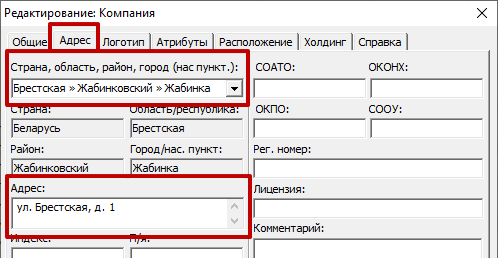 Редактирование: Компания
Общие Адрес Логотип Атрибуты Расположение Холдинг Справка
Страна, область, район, город (нас пункт.): СОАТО: ОКОНХ:
Брестская » Жабинковский » Жабинка
Страна: Область/республика: ОКПО: СООУ:
Беларусь Брестская
Район: Город/нас. пункт: Рег. номер:
Жабинковский Жабинка
Адрес: Лицензия:
ул. Брестская, д. 1
Индекс: П/я: Комментарий: